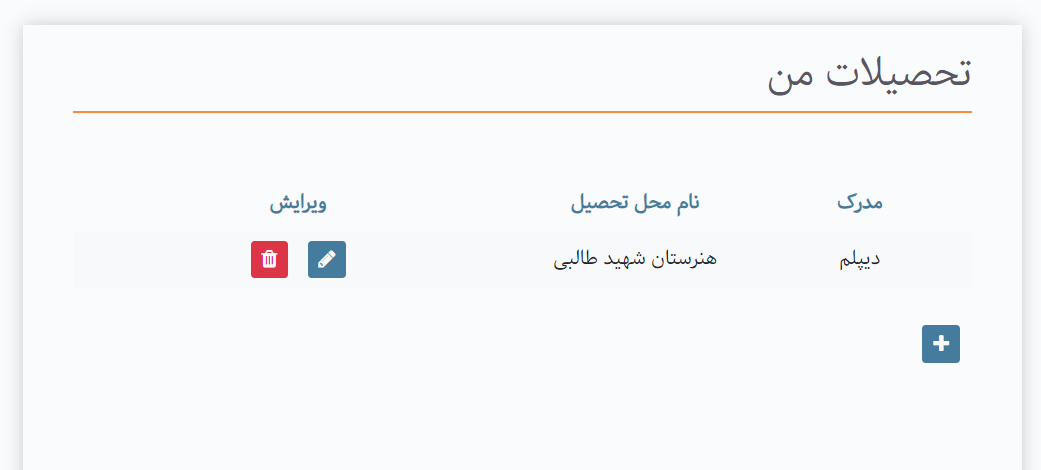 تحصیلات من
مدرک نام محل تحصیل ویرایش
دیپلم هنرستان شهید طالبی